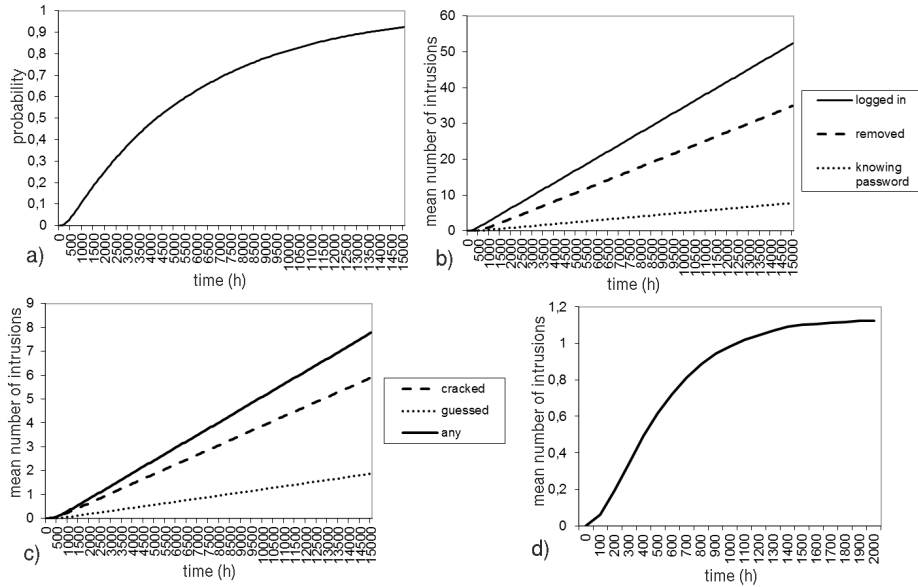 1
0,9
0,8
0,7
0,6
0,5
0,4
0,3
0,2
0,1
0
probability
0 500 1000 1500 2000 2500 3000 3500 4000 4500 5000 5500 6000 6500 7000 7500 8000 8500 9000 9500 10000 10500 11000 11500 12000 12500 13000 13500 14000 14500 15000
a)
time (h)
60
50
40
30
20
10
0
mean number of intrusions
0 500 1000 1500 2000 2500 3000 3500 4000 4500 5000 5500 6000 6500 7000 7500 8000 8500 9000 9500 10000 10500 11000 11500 12000 12500 13000 13500 14000 14500 15000
b)
time (h)
logged in
removed
knowing
password
9
8
7
6
5
4
3
2
1
0
mean number of intrusions
0 500 1000 1500 2000 2500 3000 3500 4000 4500 5000 5500 6000 6500 7000 7500 8000 8500 9000 9500 10000 10500 11000 11500 12000 12500 13000 13500 14000 14500 15000
c)
time (h)
cracked
guessed
any
1,2
1
0,8
0,6
0,4
0,2
0
mean number of intrusions
0 100 200 300 400 500 600 700 800 900 1000 1100 1200 1300 1400 1500 1600 1700 1800 1900 2000
d)
time (h)